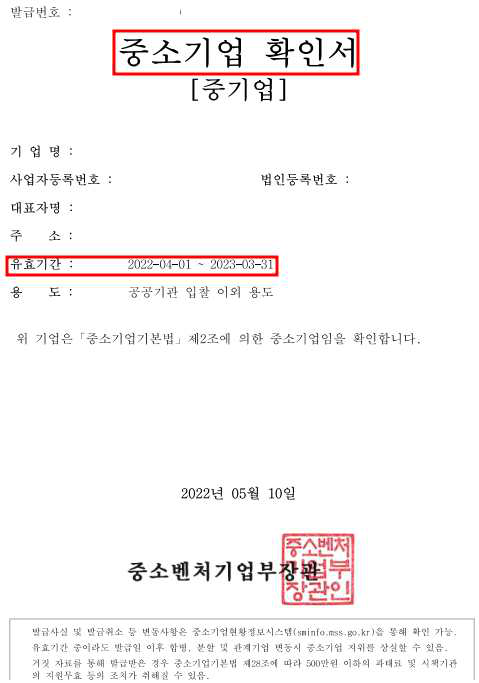 발급번호 :
중소기업 확인서
[중기업]
기 업 명 :
사업자등록번호 : 법인등록번호 :
대표자명 :
주 소 :
유효기간 : 2022-04-01 ~ 2023-03-31
용 도 : 공공기관 입찰 이외 용도
위 기업은「중소기업기본법」제2조에 의한 중소기업임을 확인합니다.
2022년 05월 10일
중소벤처기업부장관
중소벤처
기업부
장관인
발급사실 및 발급취소 등 변동사항은 중소기업현황정보시스템(sminfo.mss.go.kr)을 통해 확인 가능.
유효기간 중이라도 발급일 이후 합병, 분할 및 관계기업 변동시 중소기업 지위를 상실할 수 있음.
거짓 자료를 통해 발급받은 경우 중소기업기본법 제28조에 따라 500만원 이하의 과태료 및 시책기관
의 지원무효 등의 조치가 취해질 수 있음.